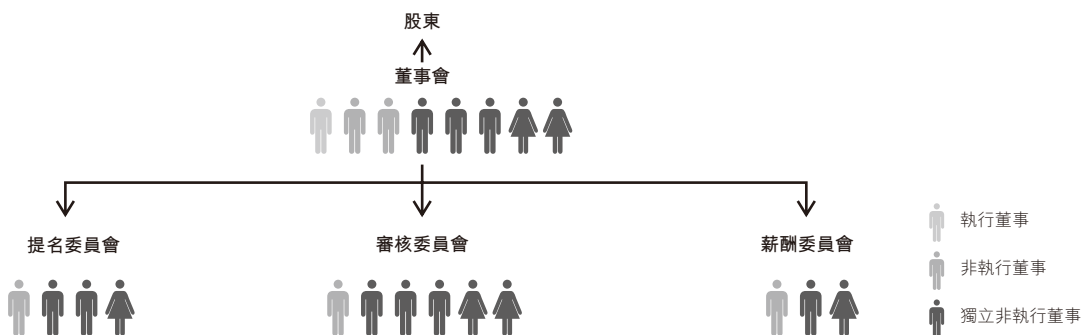 股東
董事會
提名委員會
審核委員會
薪酬委員會
執行董事
非執行董事
獨立非執行董事